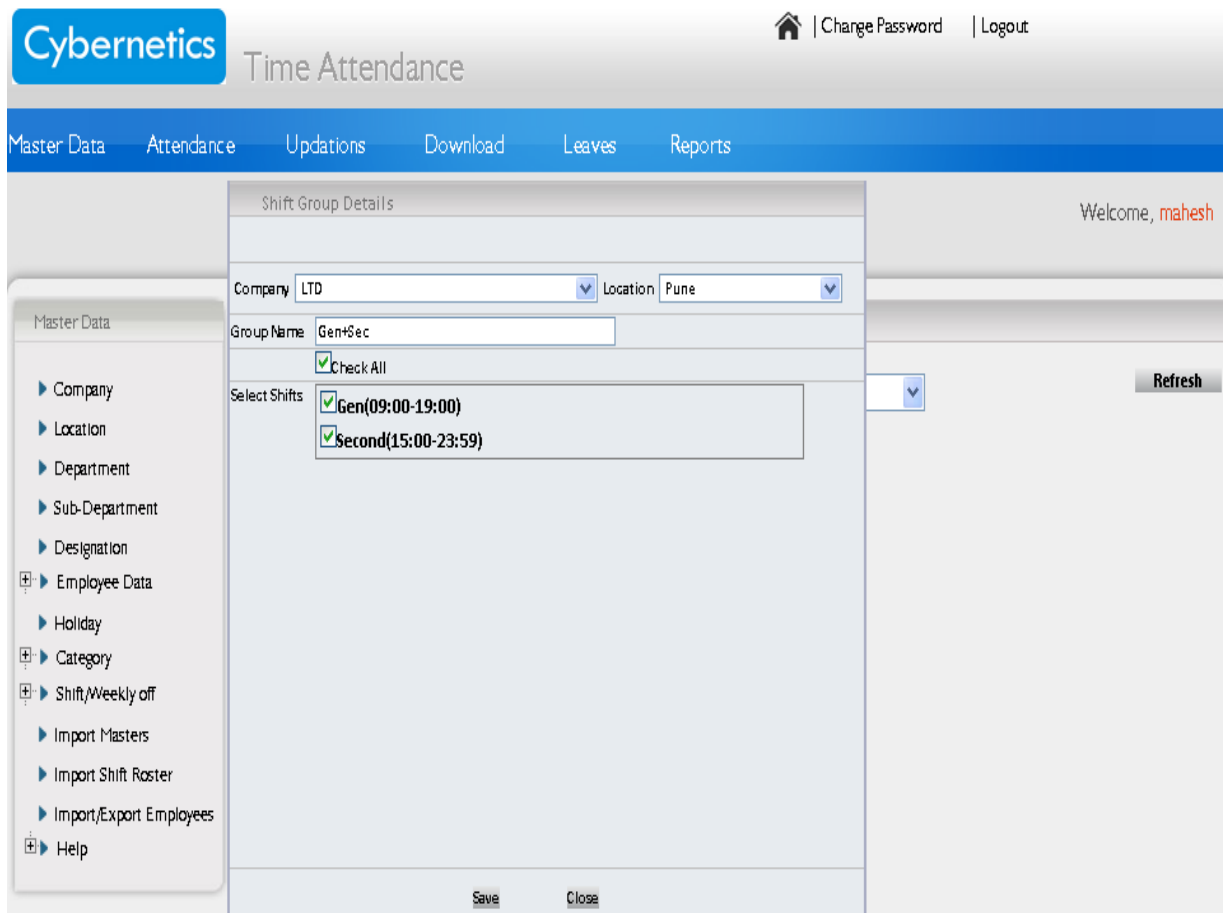 Cybernetics
Time Attendance
| Change Password | Logout
Master Data Attendance Updations Download Leaves Reports
Welcome, mahesh
Shift Group Details
Company LTD Location Pune
Group Name Gen+Sec
Check All
Select Shifts
Gen(09:00-19:00)
Second(15:00-23:59)
Save Close
Refresh
Master Data
Company
Location
Department
Sub-Department
Designation
Employee Data
Holiday
Category
Shift/Weekly off
Import Masters
Import Shift Roster
Import/Export Employees
Help